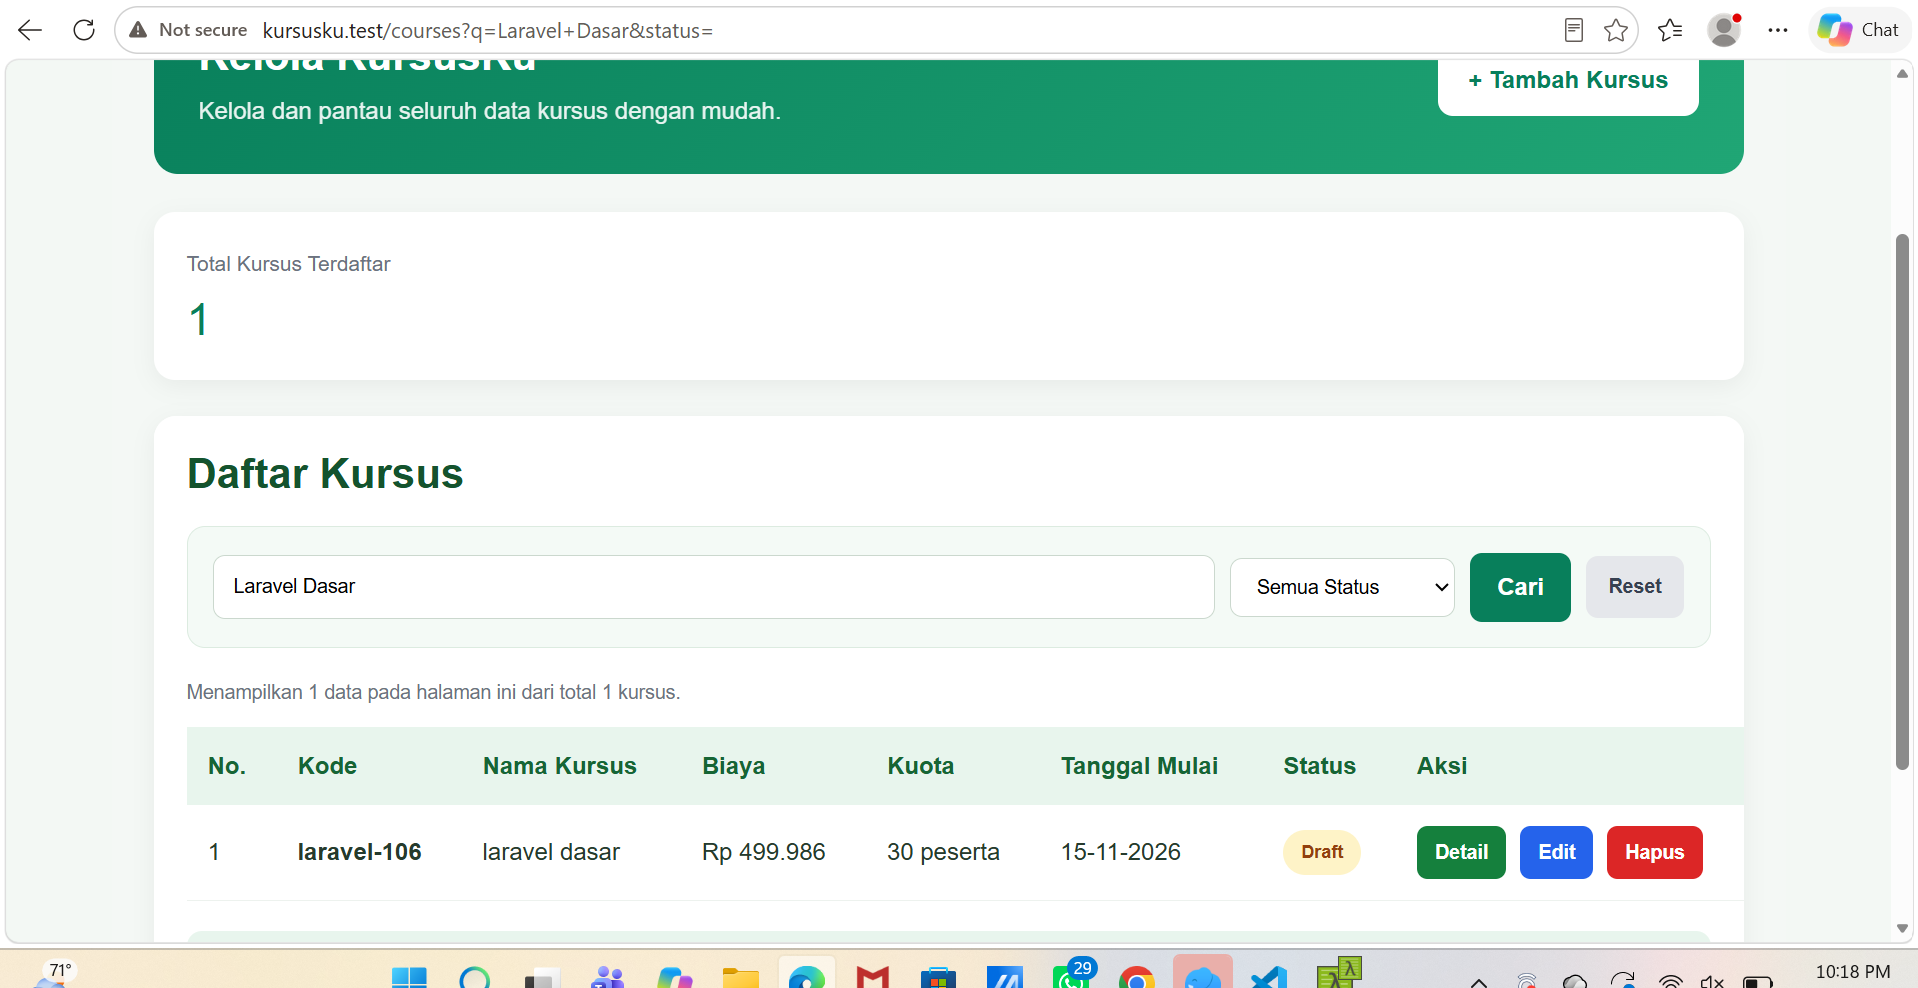 Not secure kursusku.test/courses?q=Laravel+Dasar&status= Chat
Kelola KursusKu
+ Tambah Kursus
Kelola dan pantau seluruh data kursus dengan mudah.
Total Kursus Terdaftar
1
Daftar Kursus
Laravel Dasar Semua Status Cari Reset
Menampilkan 1 data pada halaman ini dari total 1 kursus.
No. Kode Nama Kursus Biaya Kuota Tanggal Mulai Status Aksi
1 laravel-106 laravel dasar Rp 499.986 30 peserta 15-11-2026 Draft Detail Edit Hapus
71°
29
10:18 PM